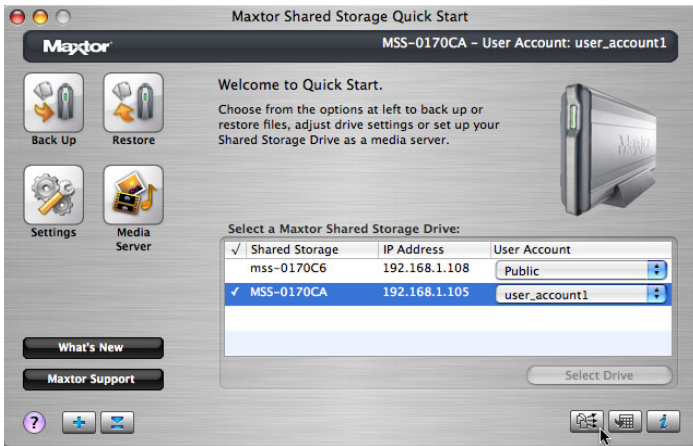 Maxtor Shared Storage Quick Start
Maxtor
MSS-0170CA – User Account: user_account1
Back Up
Restore
Settings
Media
Server
Welcome to Quick Start.
Choose from the options at left to back up or
restore files, adjust drive settings or set up your
Shared Storage Drive as a media server.
Maxtor
Select a Maxtor Shared Storage Drive:
√ Shared Storage IP Address User Account
mss-0170C6 192.168.1.108 Public
✓ MSS-0170CA 192.168.1.105 user_account1
What's New
Maxtor Support
Select Drive
? + i